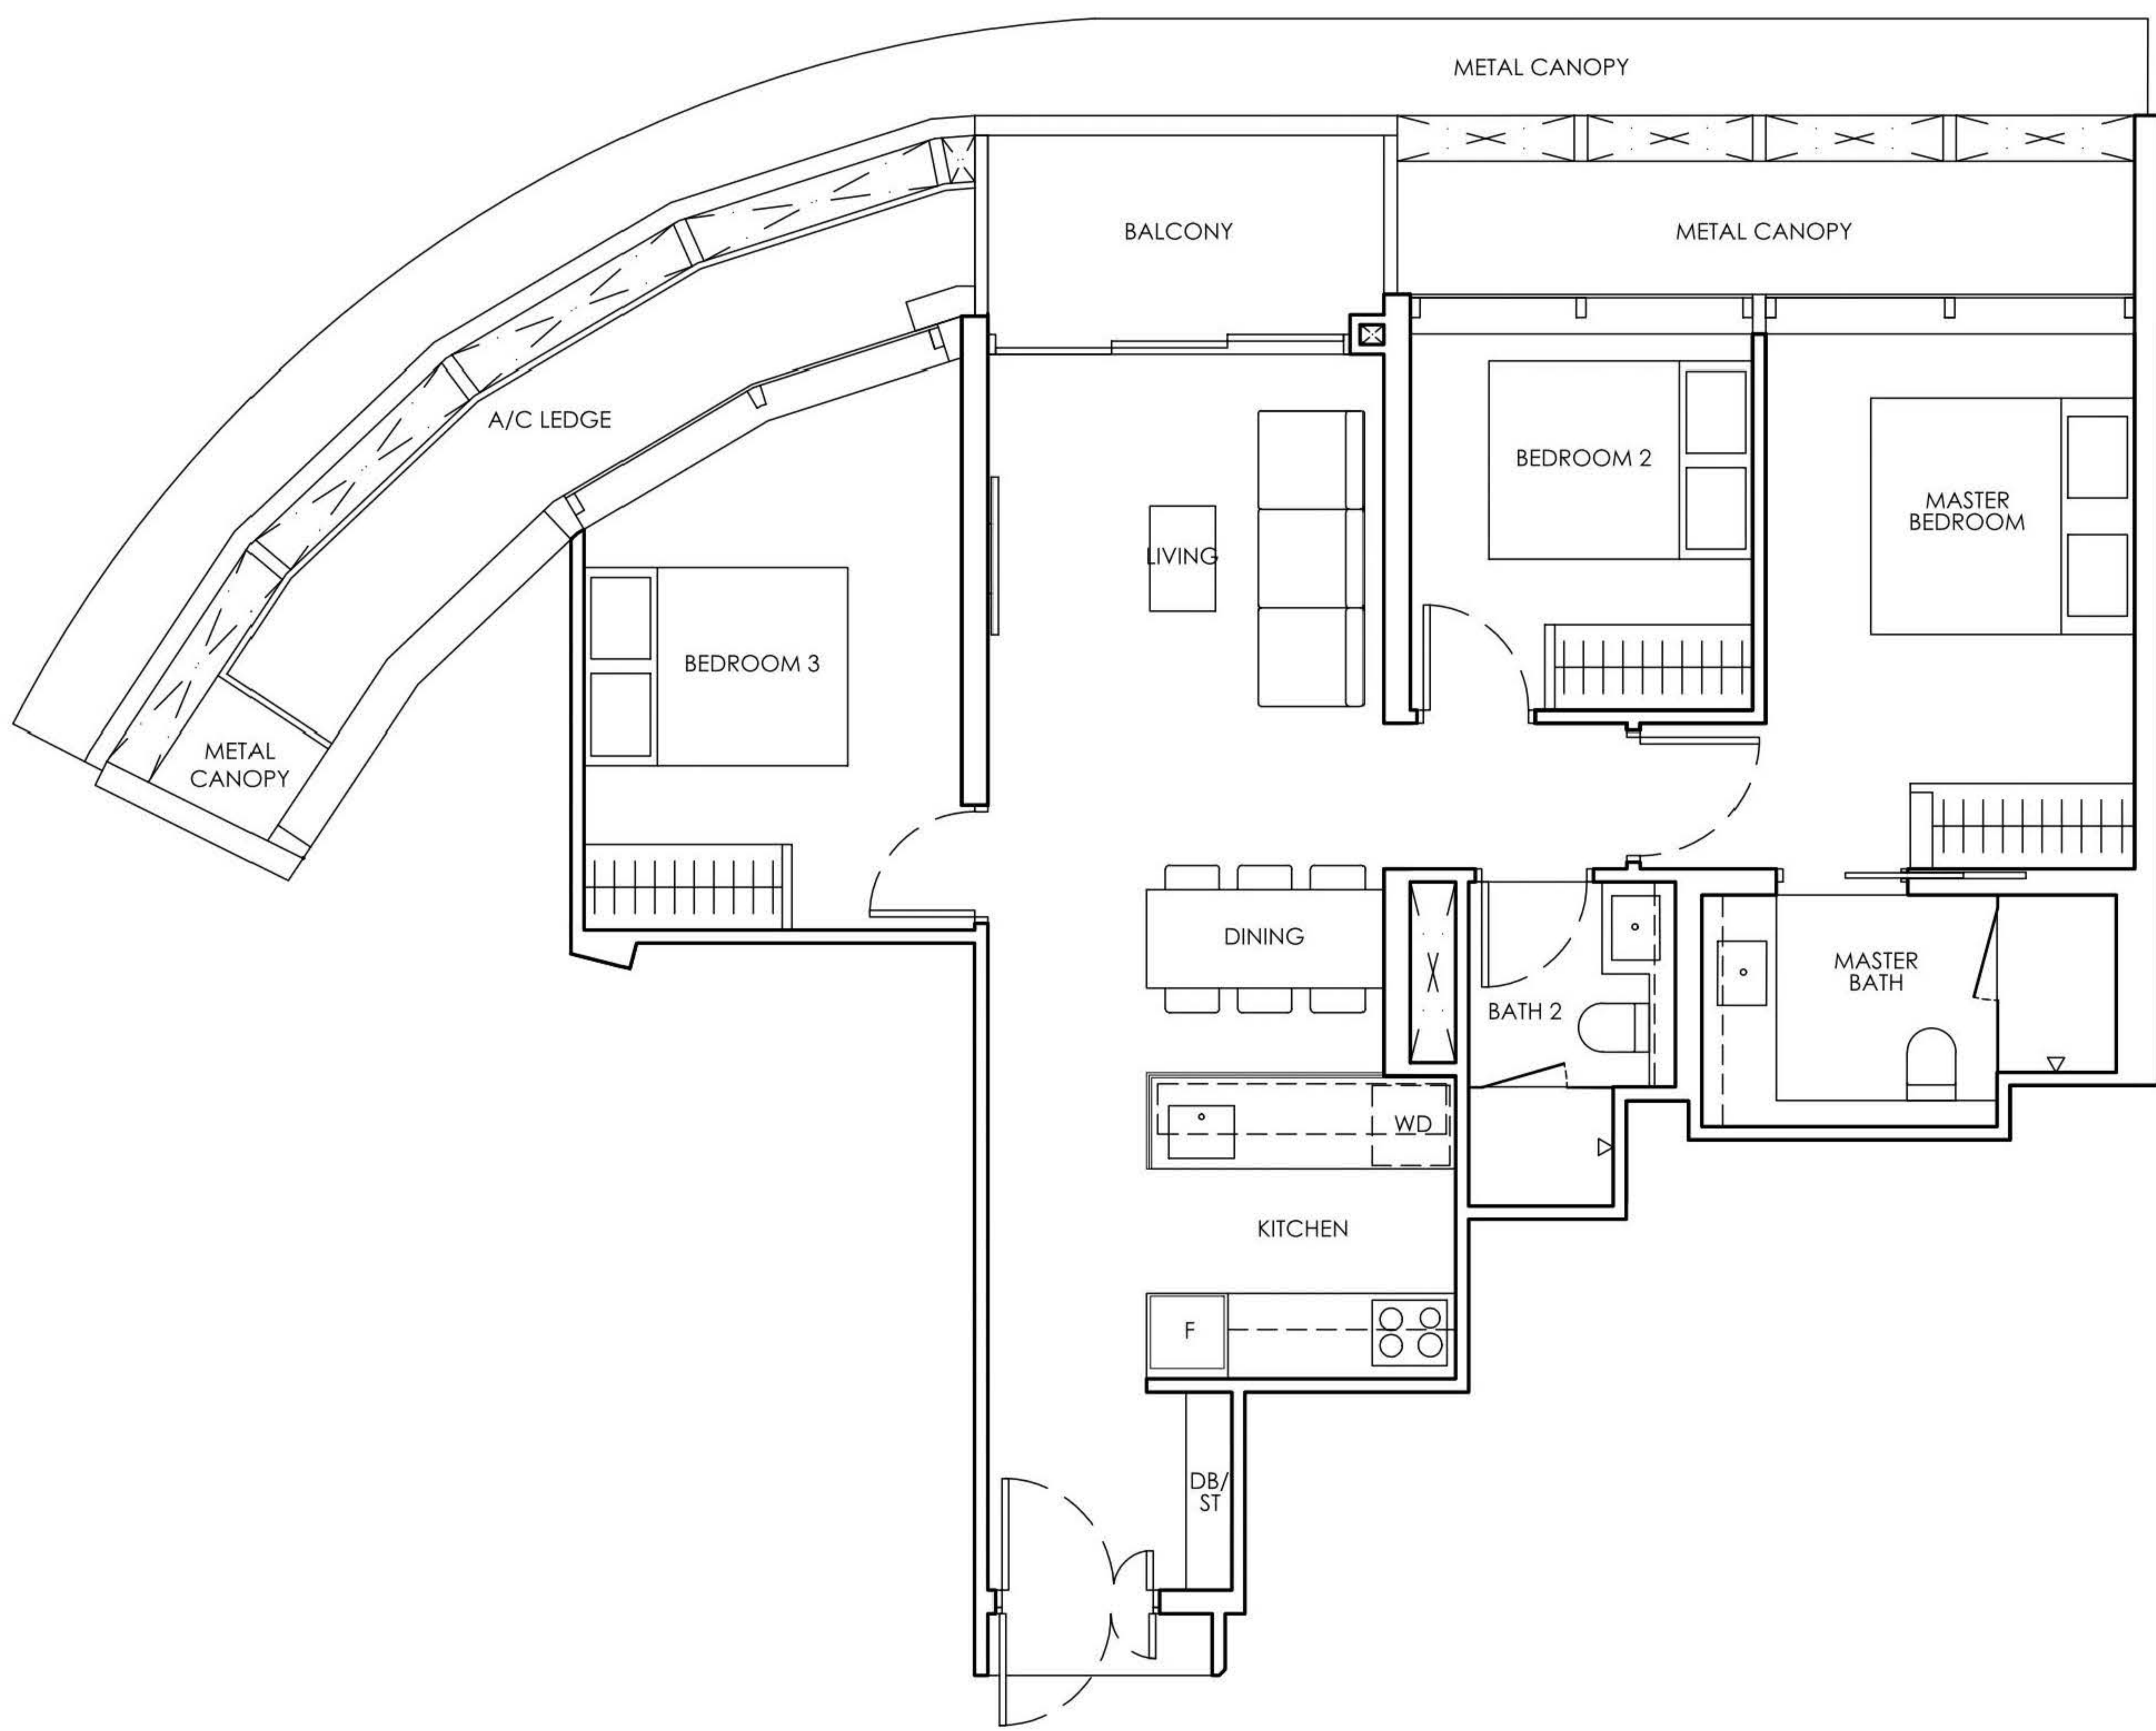 METAL CANOPY
BALCONY
METAL CANOPY
A/C LEDGE
BEDROOM 2
MASTER
BEDROOM
LIVING
BEDROOM 3
METAL
CANOPY
DINING
MASTER
BATH
BATH 2
WD
KITCHEN
F
DB/
ST